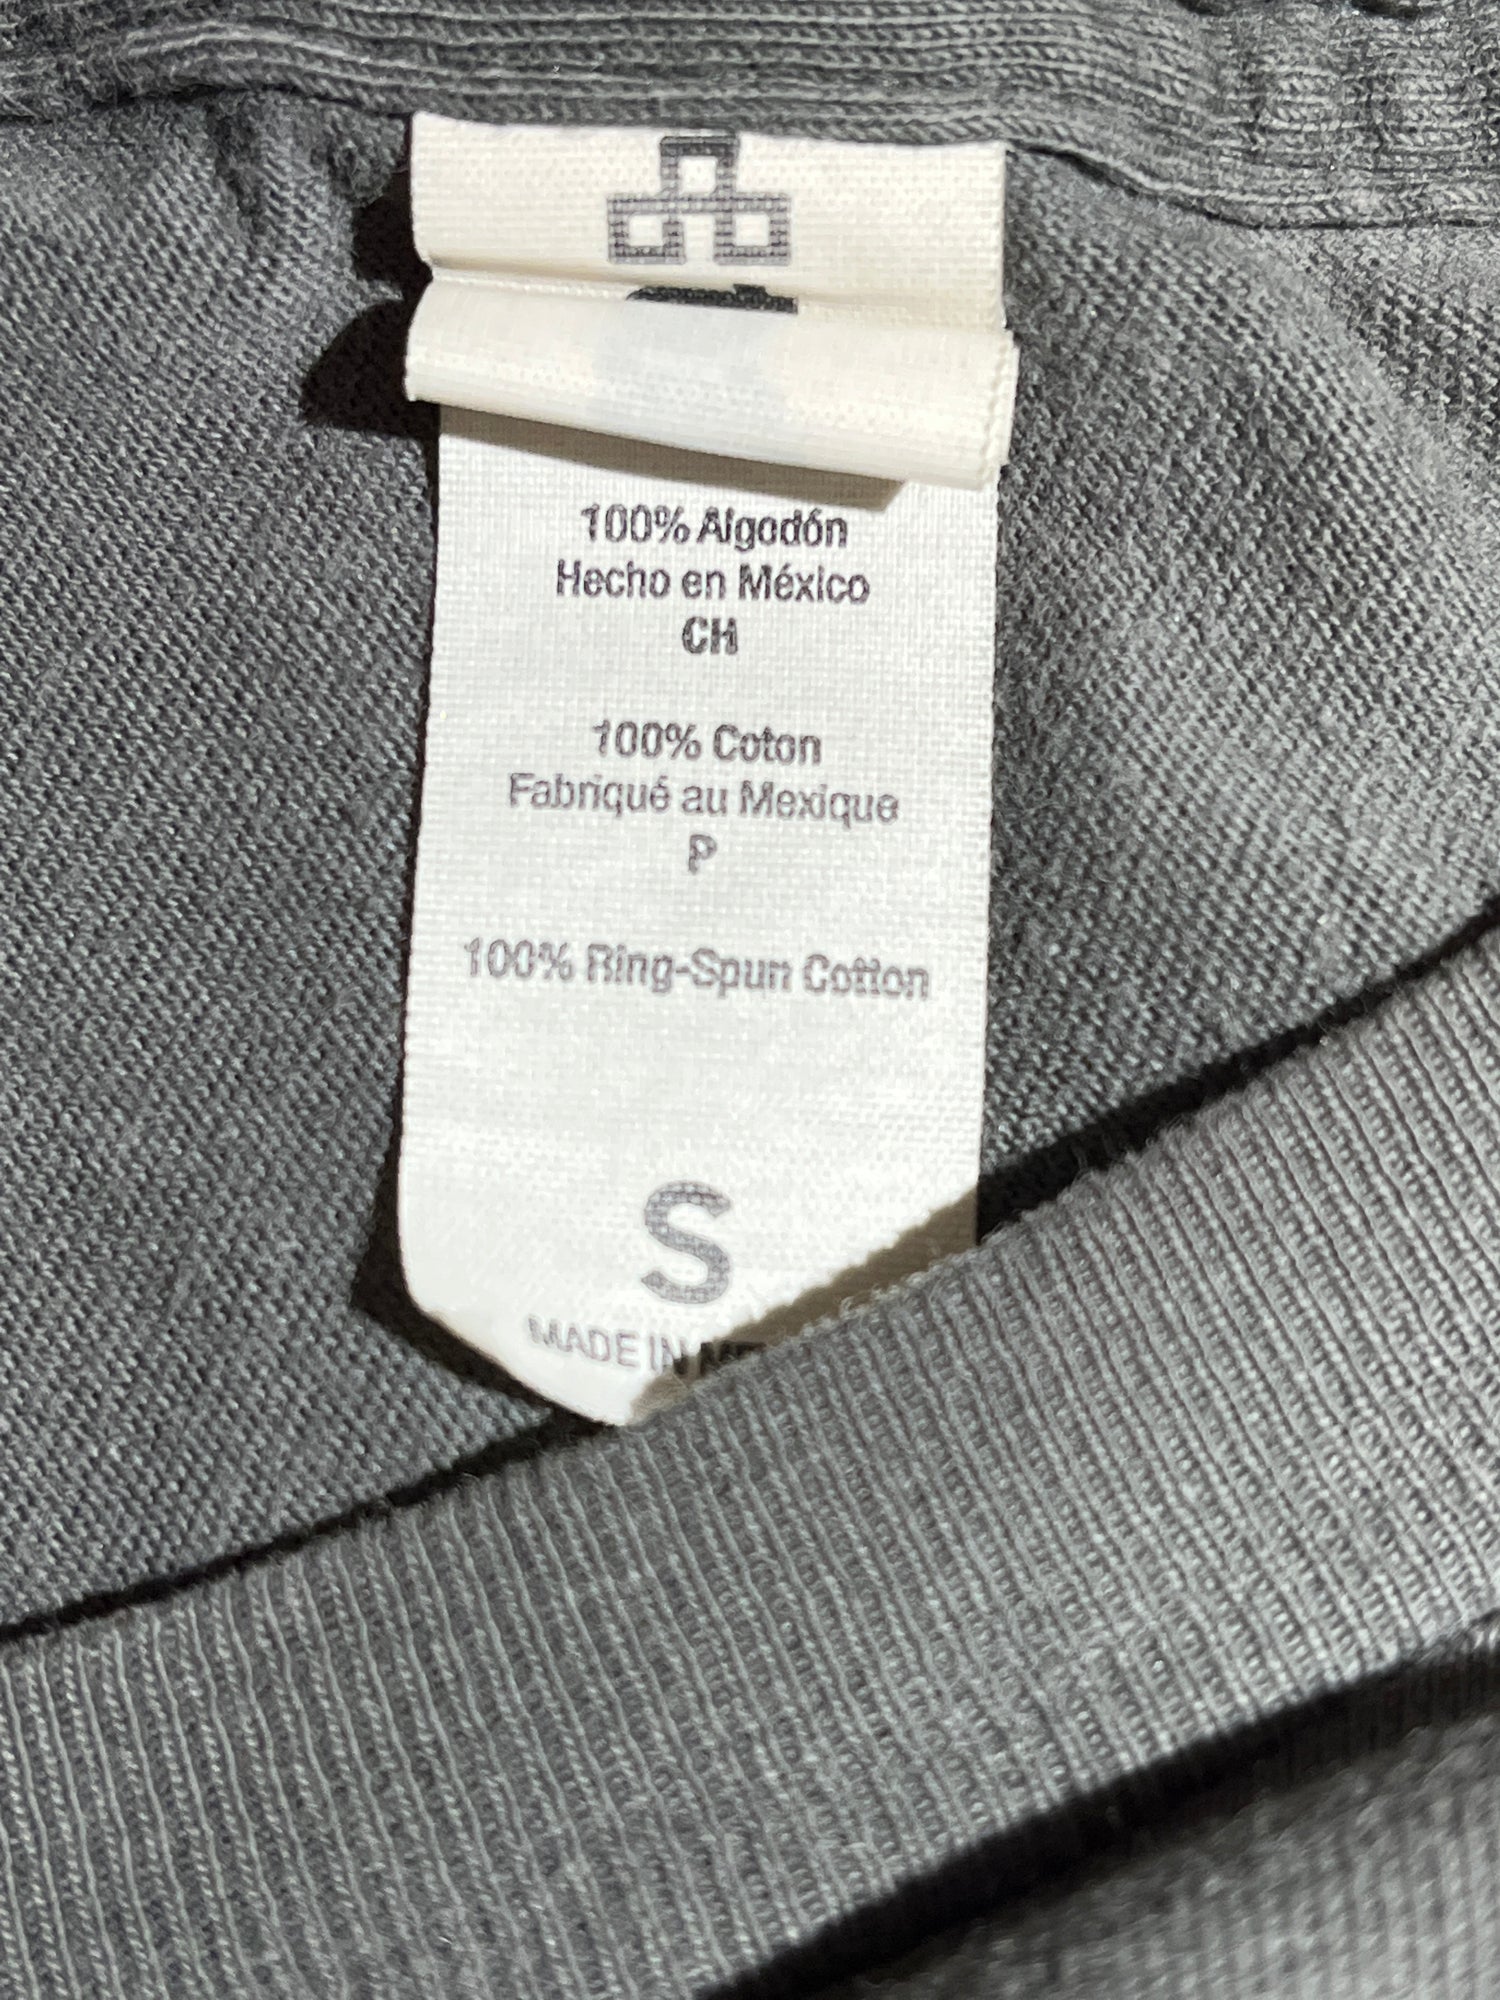 100% Algodón
Hecho en México
CH
100% Coton
Fabriqué au Mexique
P
100% Ring-Spun Cotton
S
MADE IN